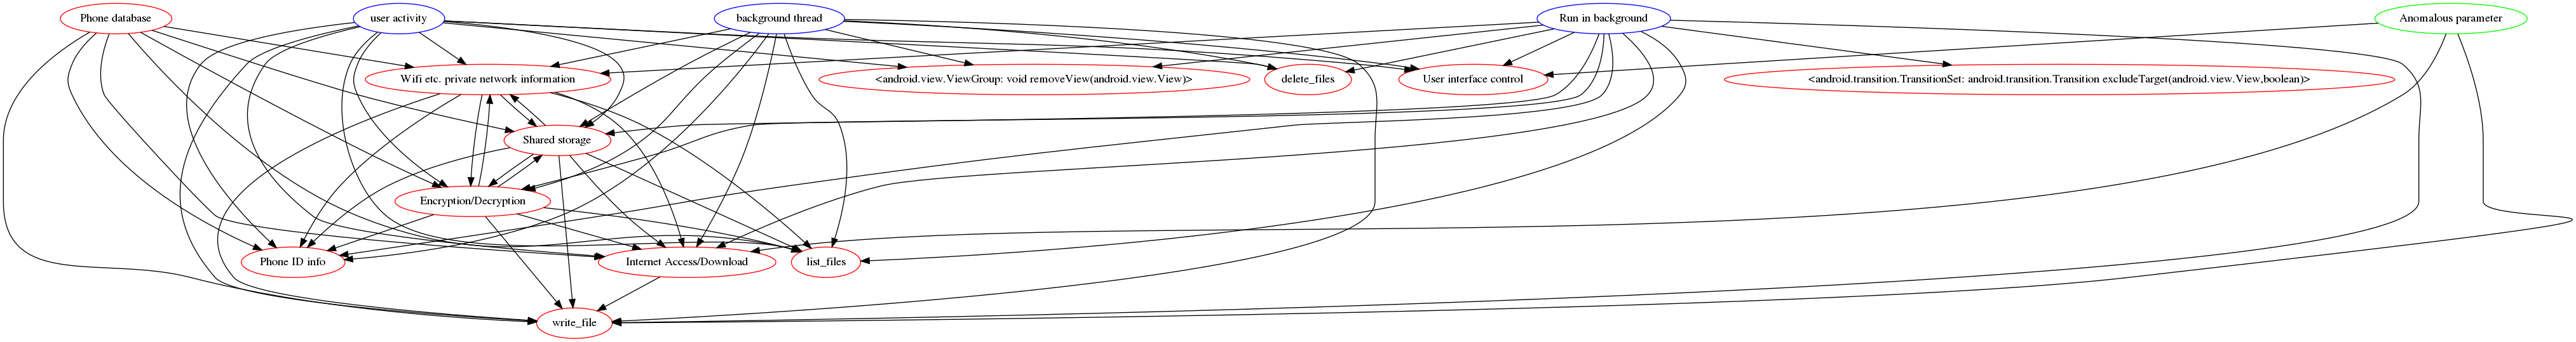 Phone database
user activity
background thread
Run in background
Anomalous parameter
Wifi etc. private network information
<android.view.ViewGroup: void removeView(android.view.View)>
delete_files
User interface control
<android.transition.TransitionSet: android.transition.Transition excludeTarget(android.view.View,boolean)>
Shared storage
Encryption/Decryption
Phone ID info
Internet Access/Download
list_files
write_file